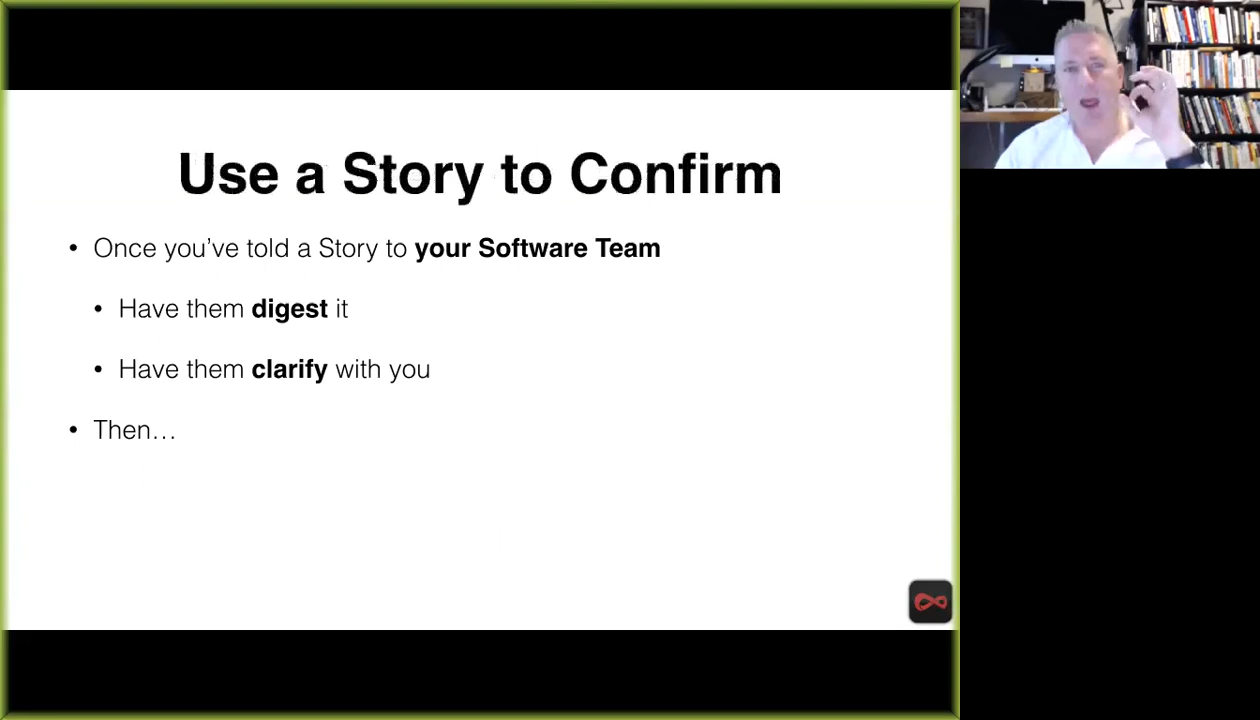 Use a Story to Confirm
• Once you’ve told a Story to your Software Team
• Have them digest it
• Have them clarify with you
• Then…